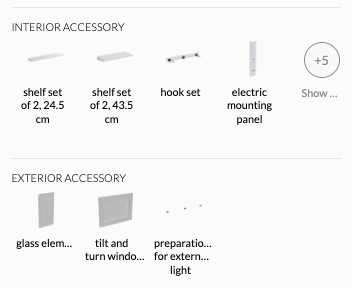 INTERIOR ACCESSORY
shelf set
of 2, 24.5
cm
shelf set
of 2, 43.5
cm
hook set
electric
mounting
panel
+5
Show ...
EXTERIOR ACCESSORY
glass elem...
tilt and
turn windo...
preparatio...
for extern...
light